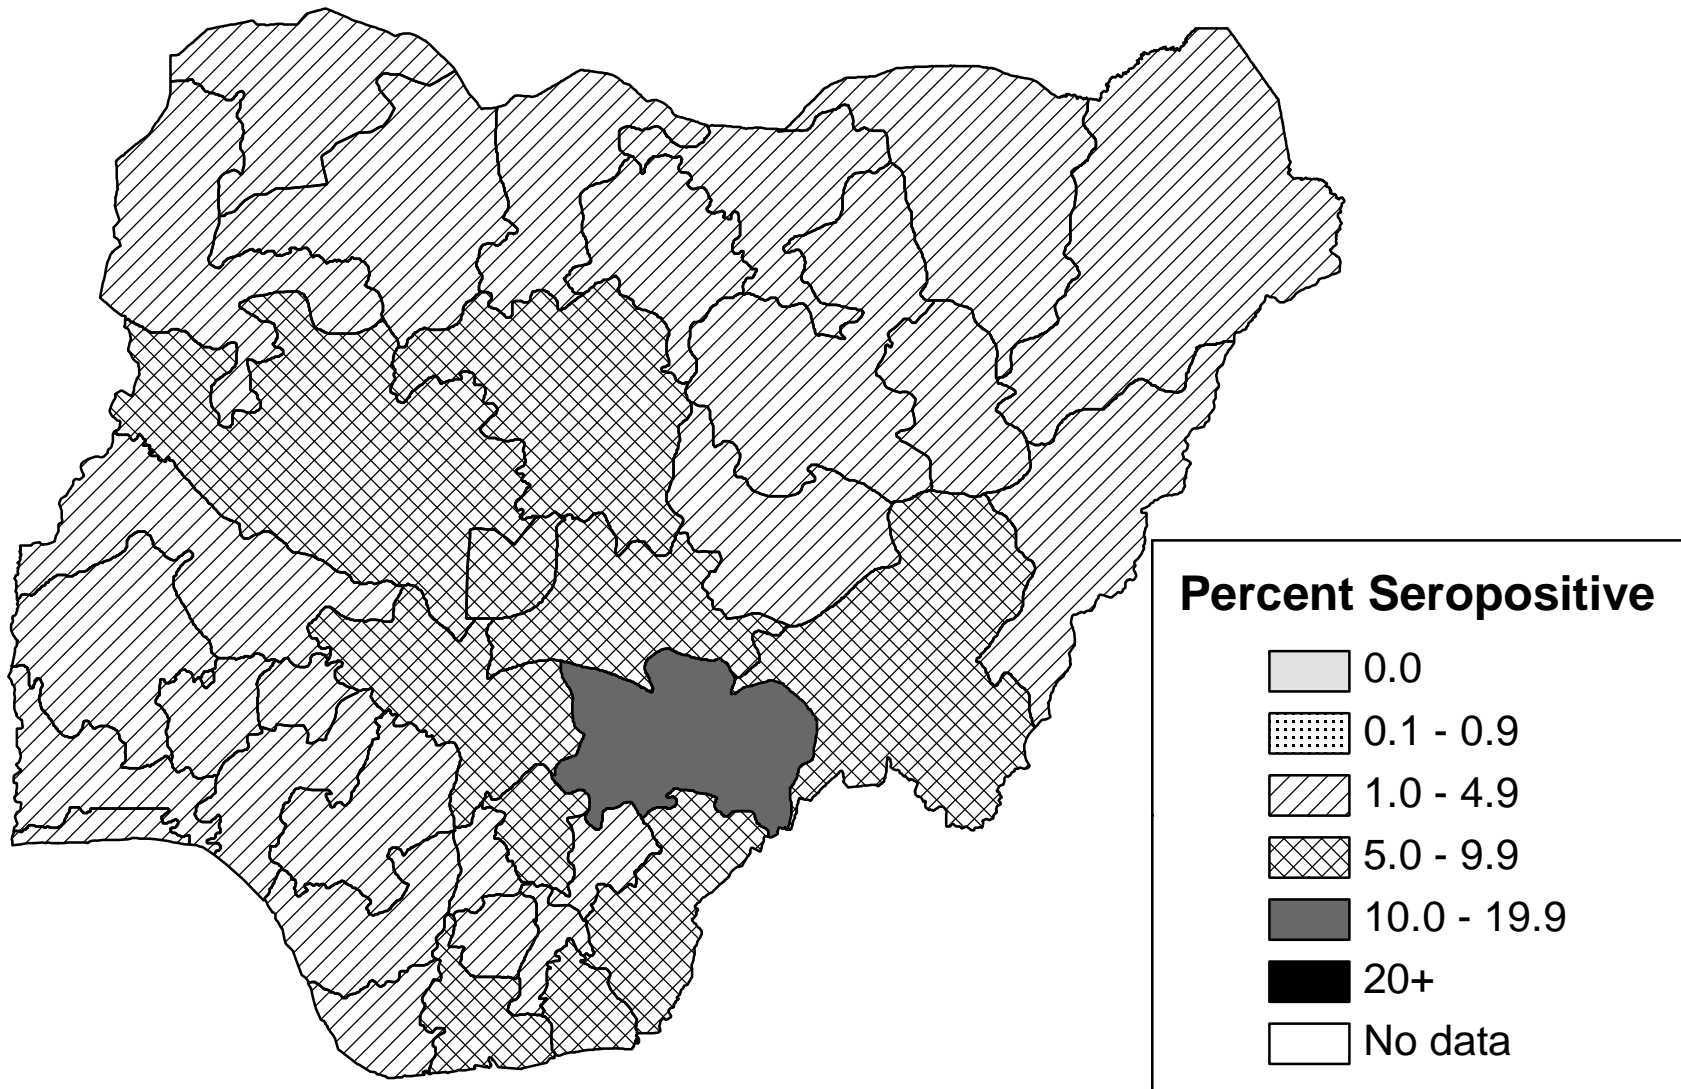 Percent Seropositive
0.0
0.1 - 0.9
1.0 - 4.9
5.0 - 9.9
10.0 - 19.9
20+
No data